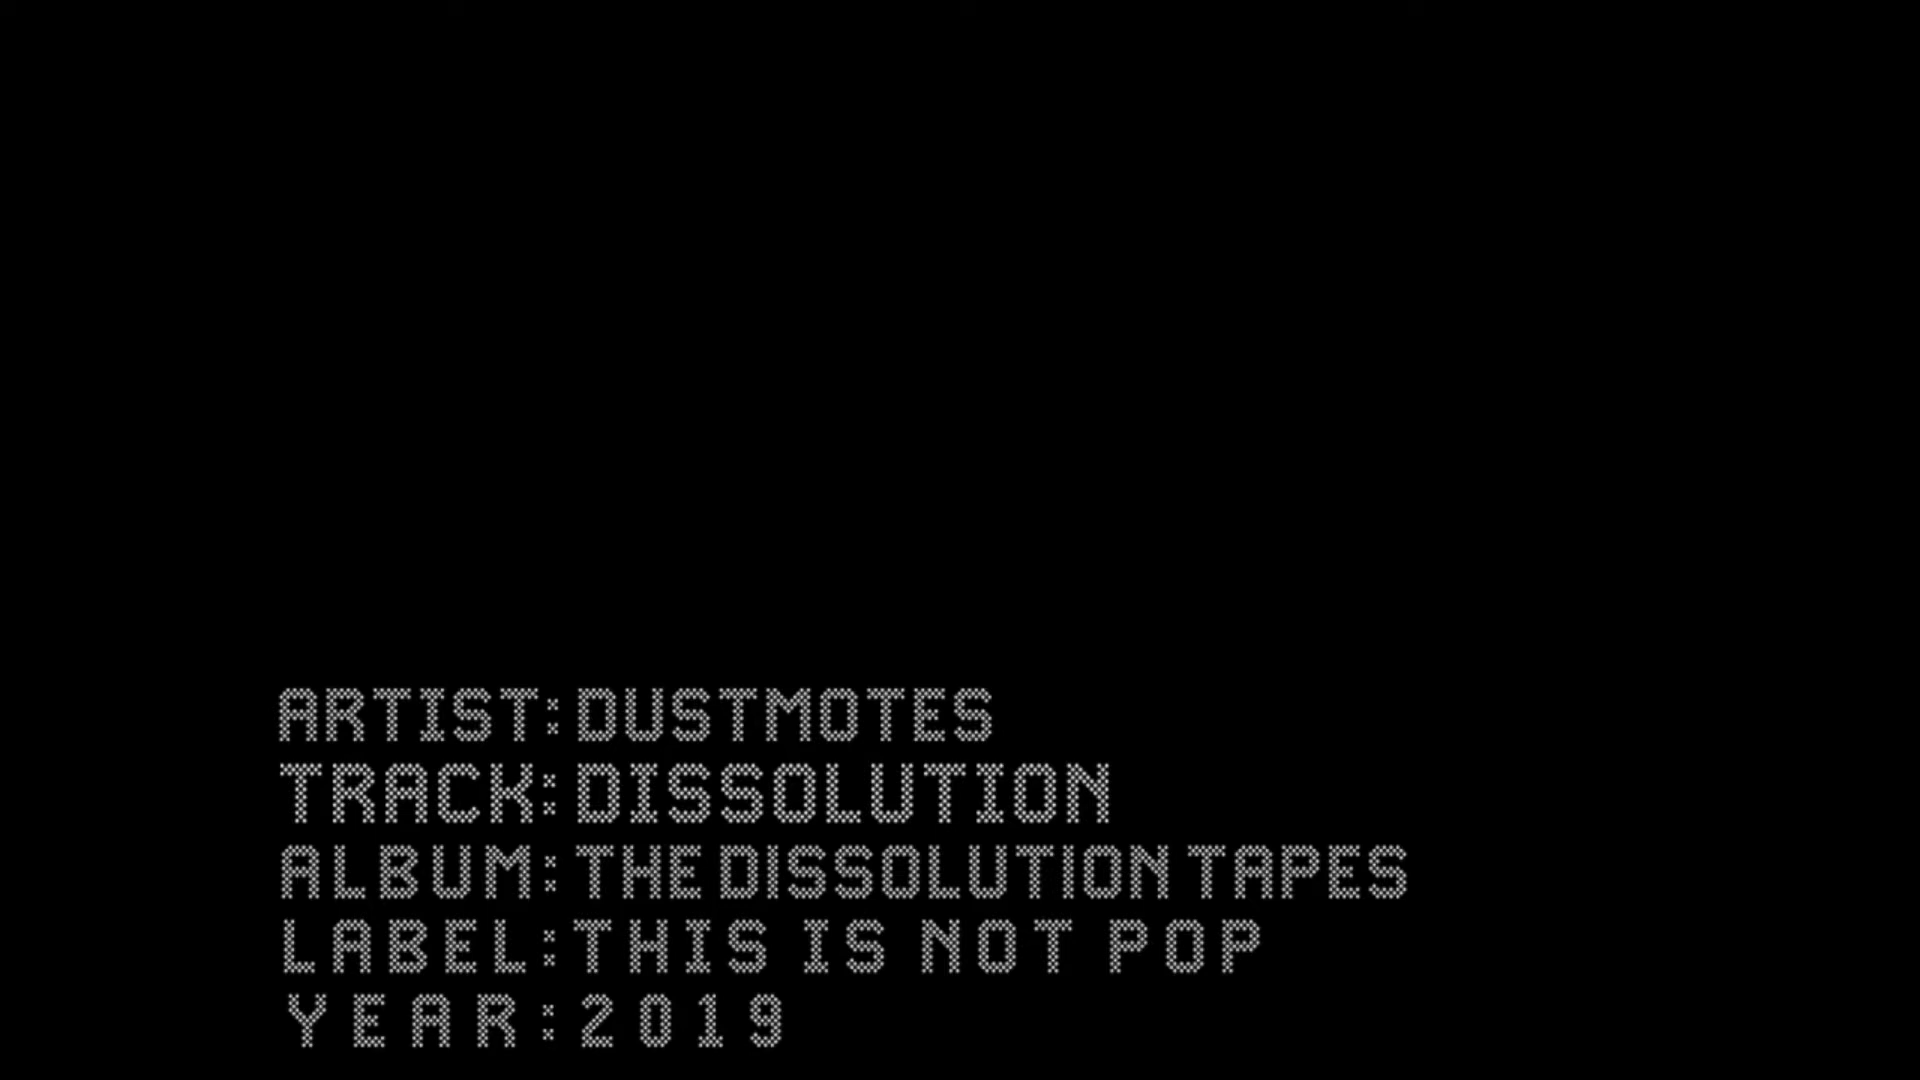 ARTIST: DUSTMOTES
TRACK: DISSOLUTION
ALBUM: THE DISSOLUTION TAPES
LABEL: THIS IS NOT POP
YEAR: 2019